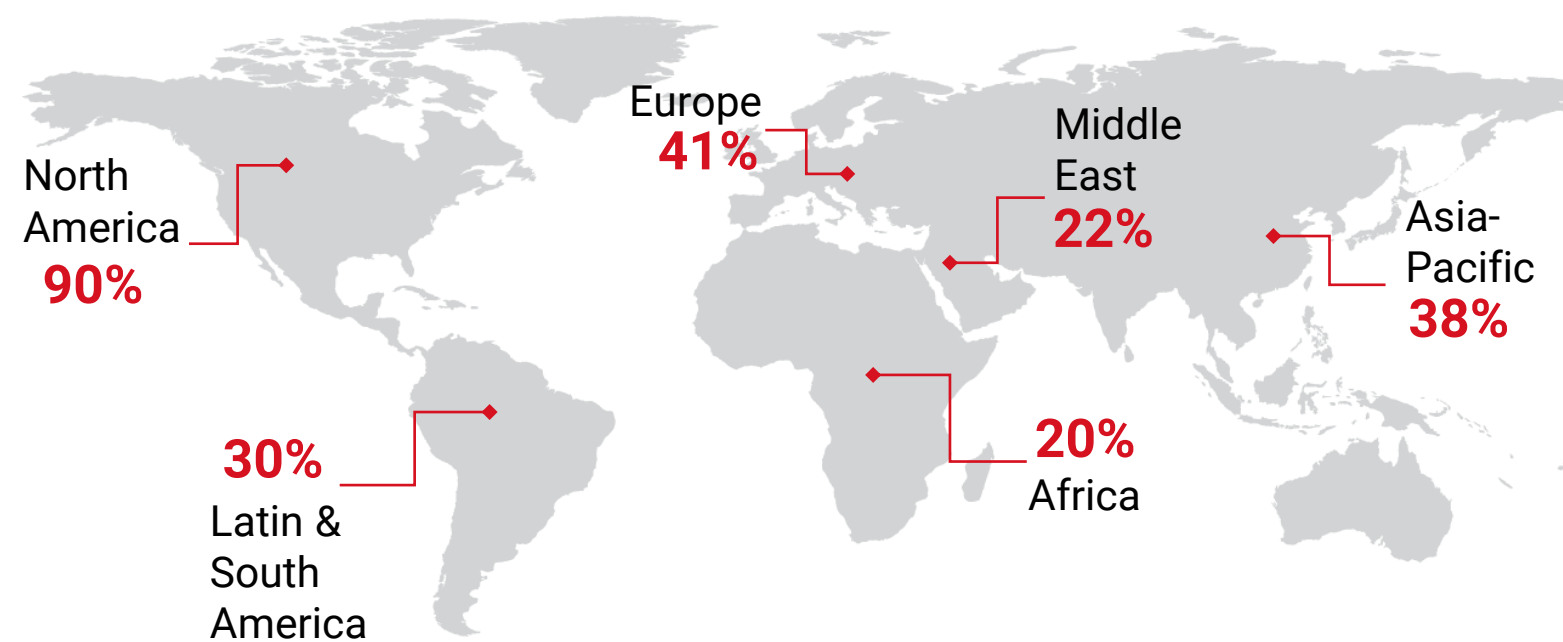 North
America
90%
Europe
41%
Middle
East
22%
Asia-
Pacific
38%
30%
Latin &
South
America
20%
Africa